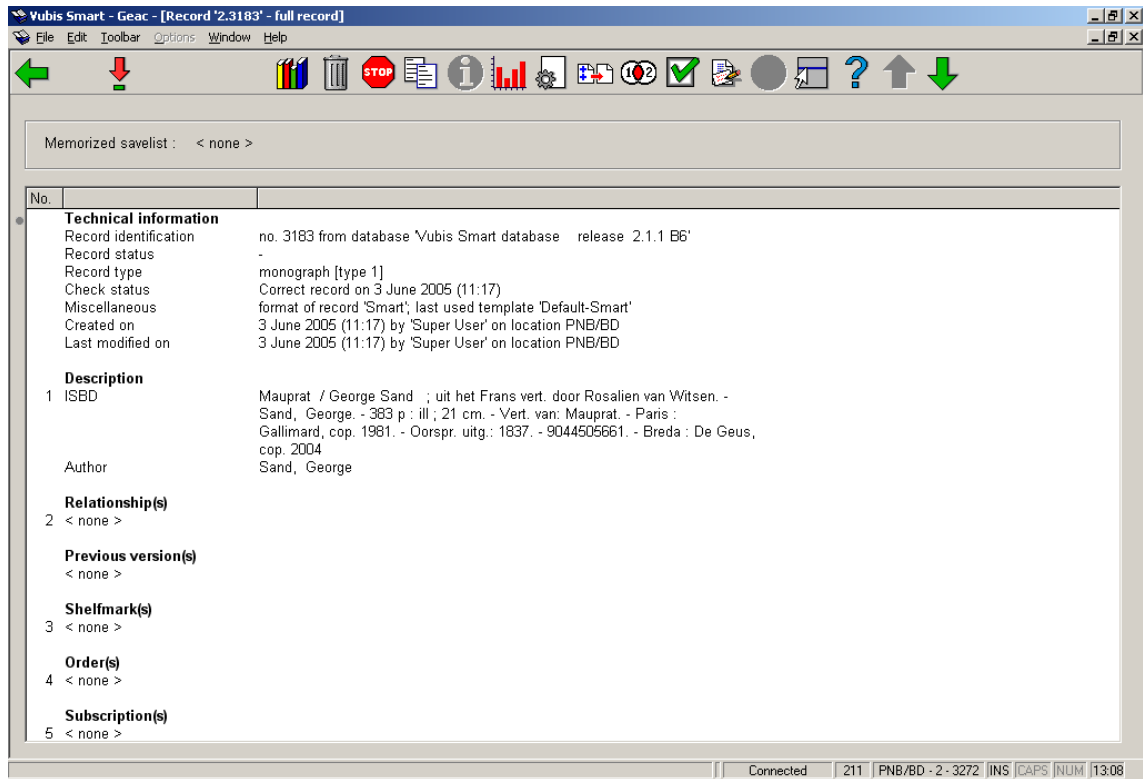 Vubis Smart - Geac - [Record '2.3183' - full record]
File Edit Toolbar Options Window Help
STOP 1 2 ?
Memorized savelist : < none >
No.
Technical information
Record identification no. 3183 from database 'Vubis Smart database release 2.1.1 B6'
Record status -
Record type monograph [type 1]
Check status Correct record on 3 June 2005 (11:17)
Miscellaneous format of record 'Smart'; last used template 'Default-Smart'
Created on 3 June 2005 (11:17) by 'Super User' on location PNB/BD
Last modified on 3 June 2005 (11:17) by 'Super User' on location PNB/BD
Description
1 ISBD Mauprat / George Sand ; uit het Frans vert. door Rosalien van Witsen. -
Sand, George. - 383 p : ill ; 21 cm. - Vert. van: Mauprat. - Paris :
Gallimard, cop. 1981. - Oorspr. uitg.: 1837. - 9044505661. - Breda : De Geus,
cop. 2004
Author Sand, George
Relationship(s)
2 < none >
Previous version(s)
< none >
Shelfmark(s)
3 < none >
Order(s)
4 < none >
Subscription(s)
5 < none >
Connected 211 PNB/BD - 2 - 3272 INS CAPS NUM 13:08